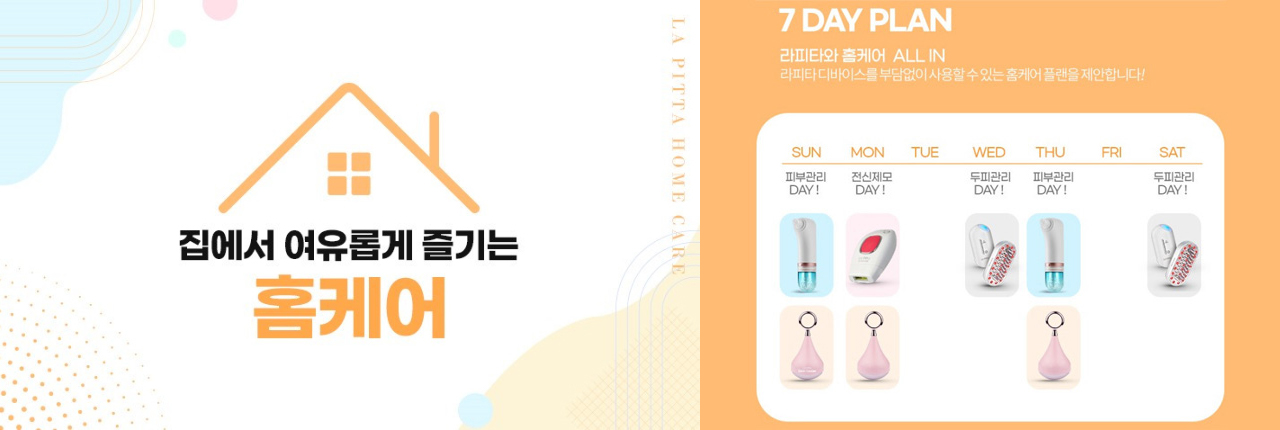 집에서 여유롭게 즐기는
홈케어
LA PITTA HOME CARE
7 DAY PLAN
라피타와 홈케어 ALL IN
라피타 디바이스를 부담없이 사용할 수 있는 홈케어 플랜을 제안합니다!
SUN MON TUE WED THU FRI SAT
피부관리 전신제모 두피관리 피부관리 두피관리
DAY ! DAY ! DAY ! DAY ! DAY !